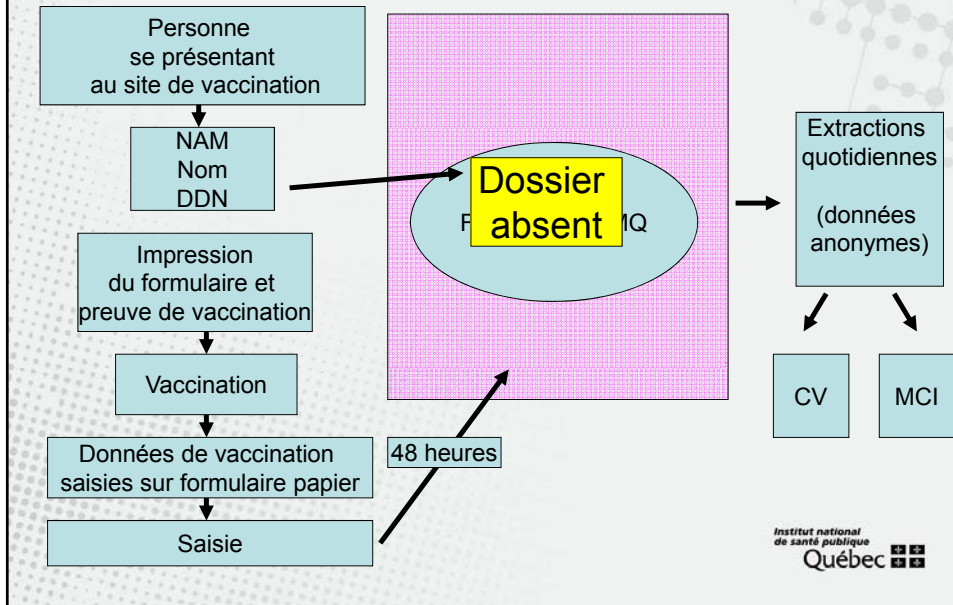 Personne
se présentant
au site de vaccination
NAM
Nom
DDN
Impression
du formulaire et
preuve de vaccination
Vaccination
Données de vaccination
saisies sur formulaire papier
Saisie
48 heures
Dossier
absent
Extractions
quotidiennes
(données
anonymes)
CV
MCI
Institut national
de santé publique
Québec